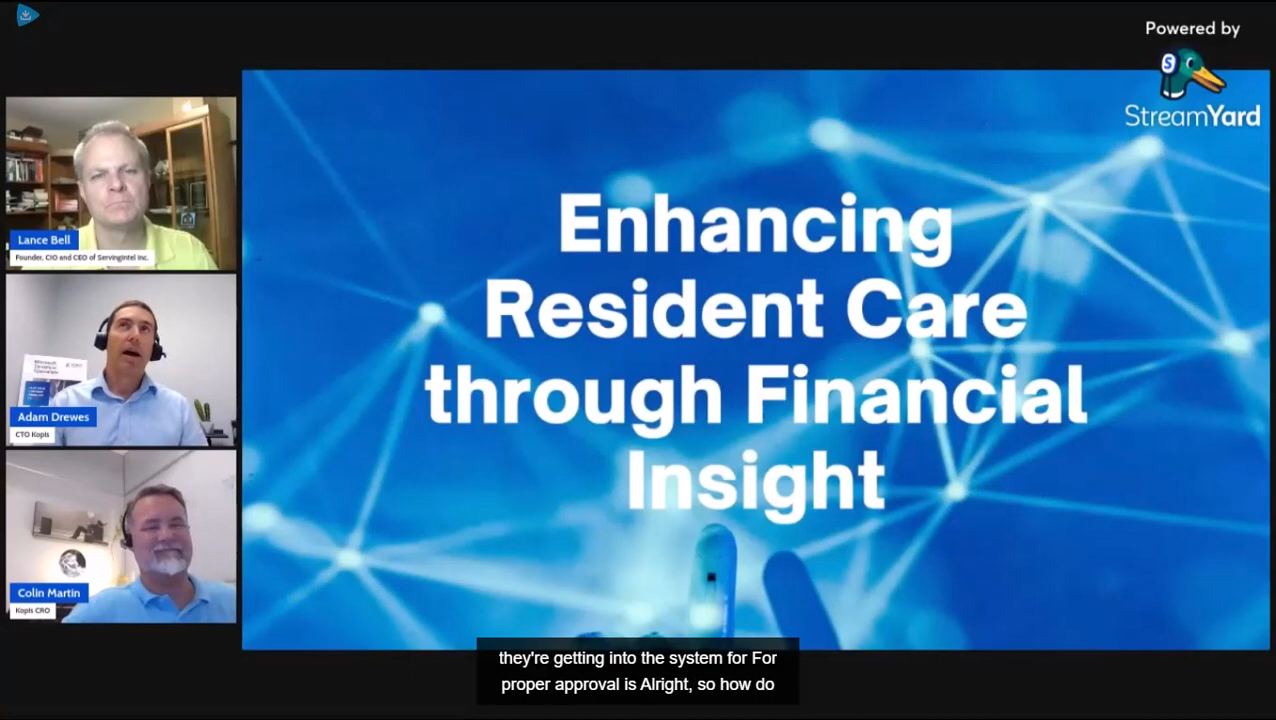 Powered by
S
StreamYard
Lance Bell
Founder, CIO and CEO of ServingIntel Inc.
Adam Drewes
CTO Kopis
Colin Martin
Kopis CRO
Enhancing
Resident Care
through Financial
Insight
they're getting into the system for For
proper approval is Alright, so how do